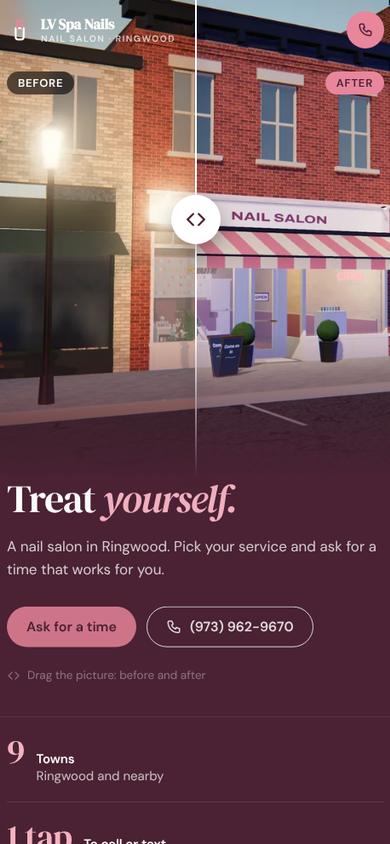 LV Spa Nails
NAIL SALON · RINGWOOD
BEFORE
AFTER
NAIL SALON
OPEN
Treat yourself.
A nail salon in Ringwood. Pick your service and ask for a
time that works for you.
Ask for a time
(973) 962-9670
Drag the picture: before and after
9
Towns
Ringwood and nearby
1 tap
To call or text